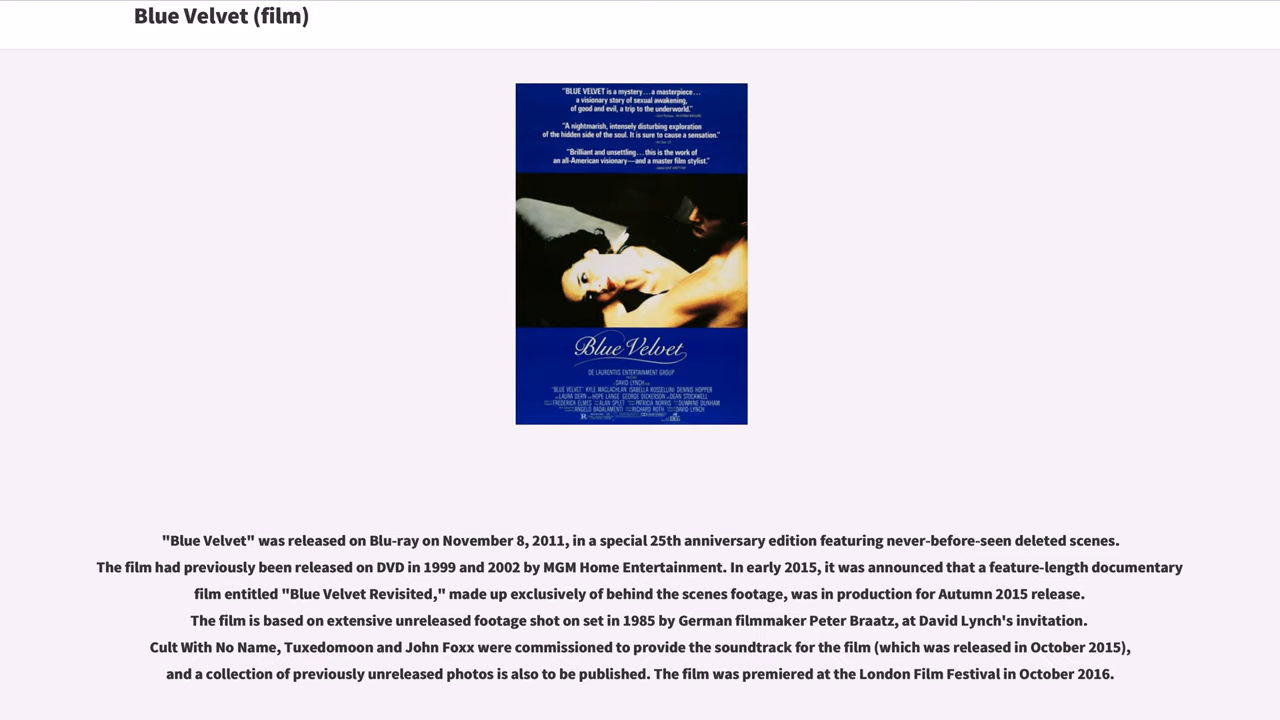 Blue Velvet (film)
"BLUE VELVET is a mystery...a masterpiece...
a visionary story of sexual awakening,
of good and evil, a trip to the underworld."
"A nightmarish, intensely disturbing exploration
of the hidden side of the soul. It is sure to cause a sensation."
"Brilliant and unsettling...this is the work of
an all-American visionary—and a master film stylist."
Blue Velvet
DE LAURENTIIS ENTERTAINMENT GROUP
DAVID LYNCH
"BLUE VELVET" KYLE MACLACHLAN ISABELLA ROSSELLINI DENNIS HOPPER
LAURA DERN HOPE LANGE GEORGE DICKERSON DEAN STOCKWELL
FREDERICK ELMES ALAN SPLET PATRICIA NORRIS DUWAYNE DUNHAM
ANGELO BADALAMENTI RICHARD ROTH DAVID LYNCH
R
"Blue Velvet" was released on Blu-ray on November 8, 2011, in a special 25th anniversary edition featuring never-before-seen deleted scenes.
The film had previously been released on DVD in 1999 and 2002 by MGM Home Entertainment. In early 2015, it was announced that a feature-length documentary
film entitled "Blue Velvet Revisited," made up exclusively of behind the scenes footage, was in production for Autumn 2015 release.
The film is based on extensive unreleased footage shot on set in 1985 by German filmmaker Peter Braatz, at David Lynch's invitation.
Cult With No Name, Tuxedomoon and John Foxx were commissioned to provide the soundtrack for the film (which was released in October 2015),
and a collection of previously unreleased photos is also to be published. The film was premiered at the London Film Festival in October 2016.